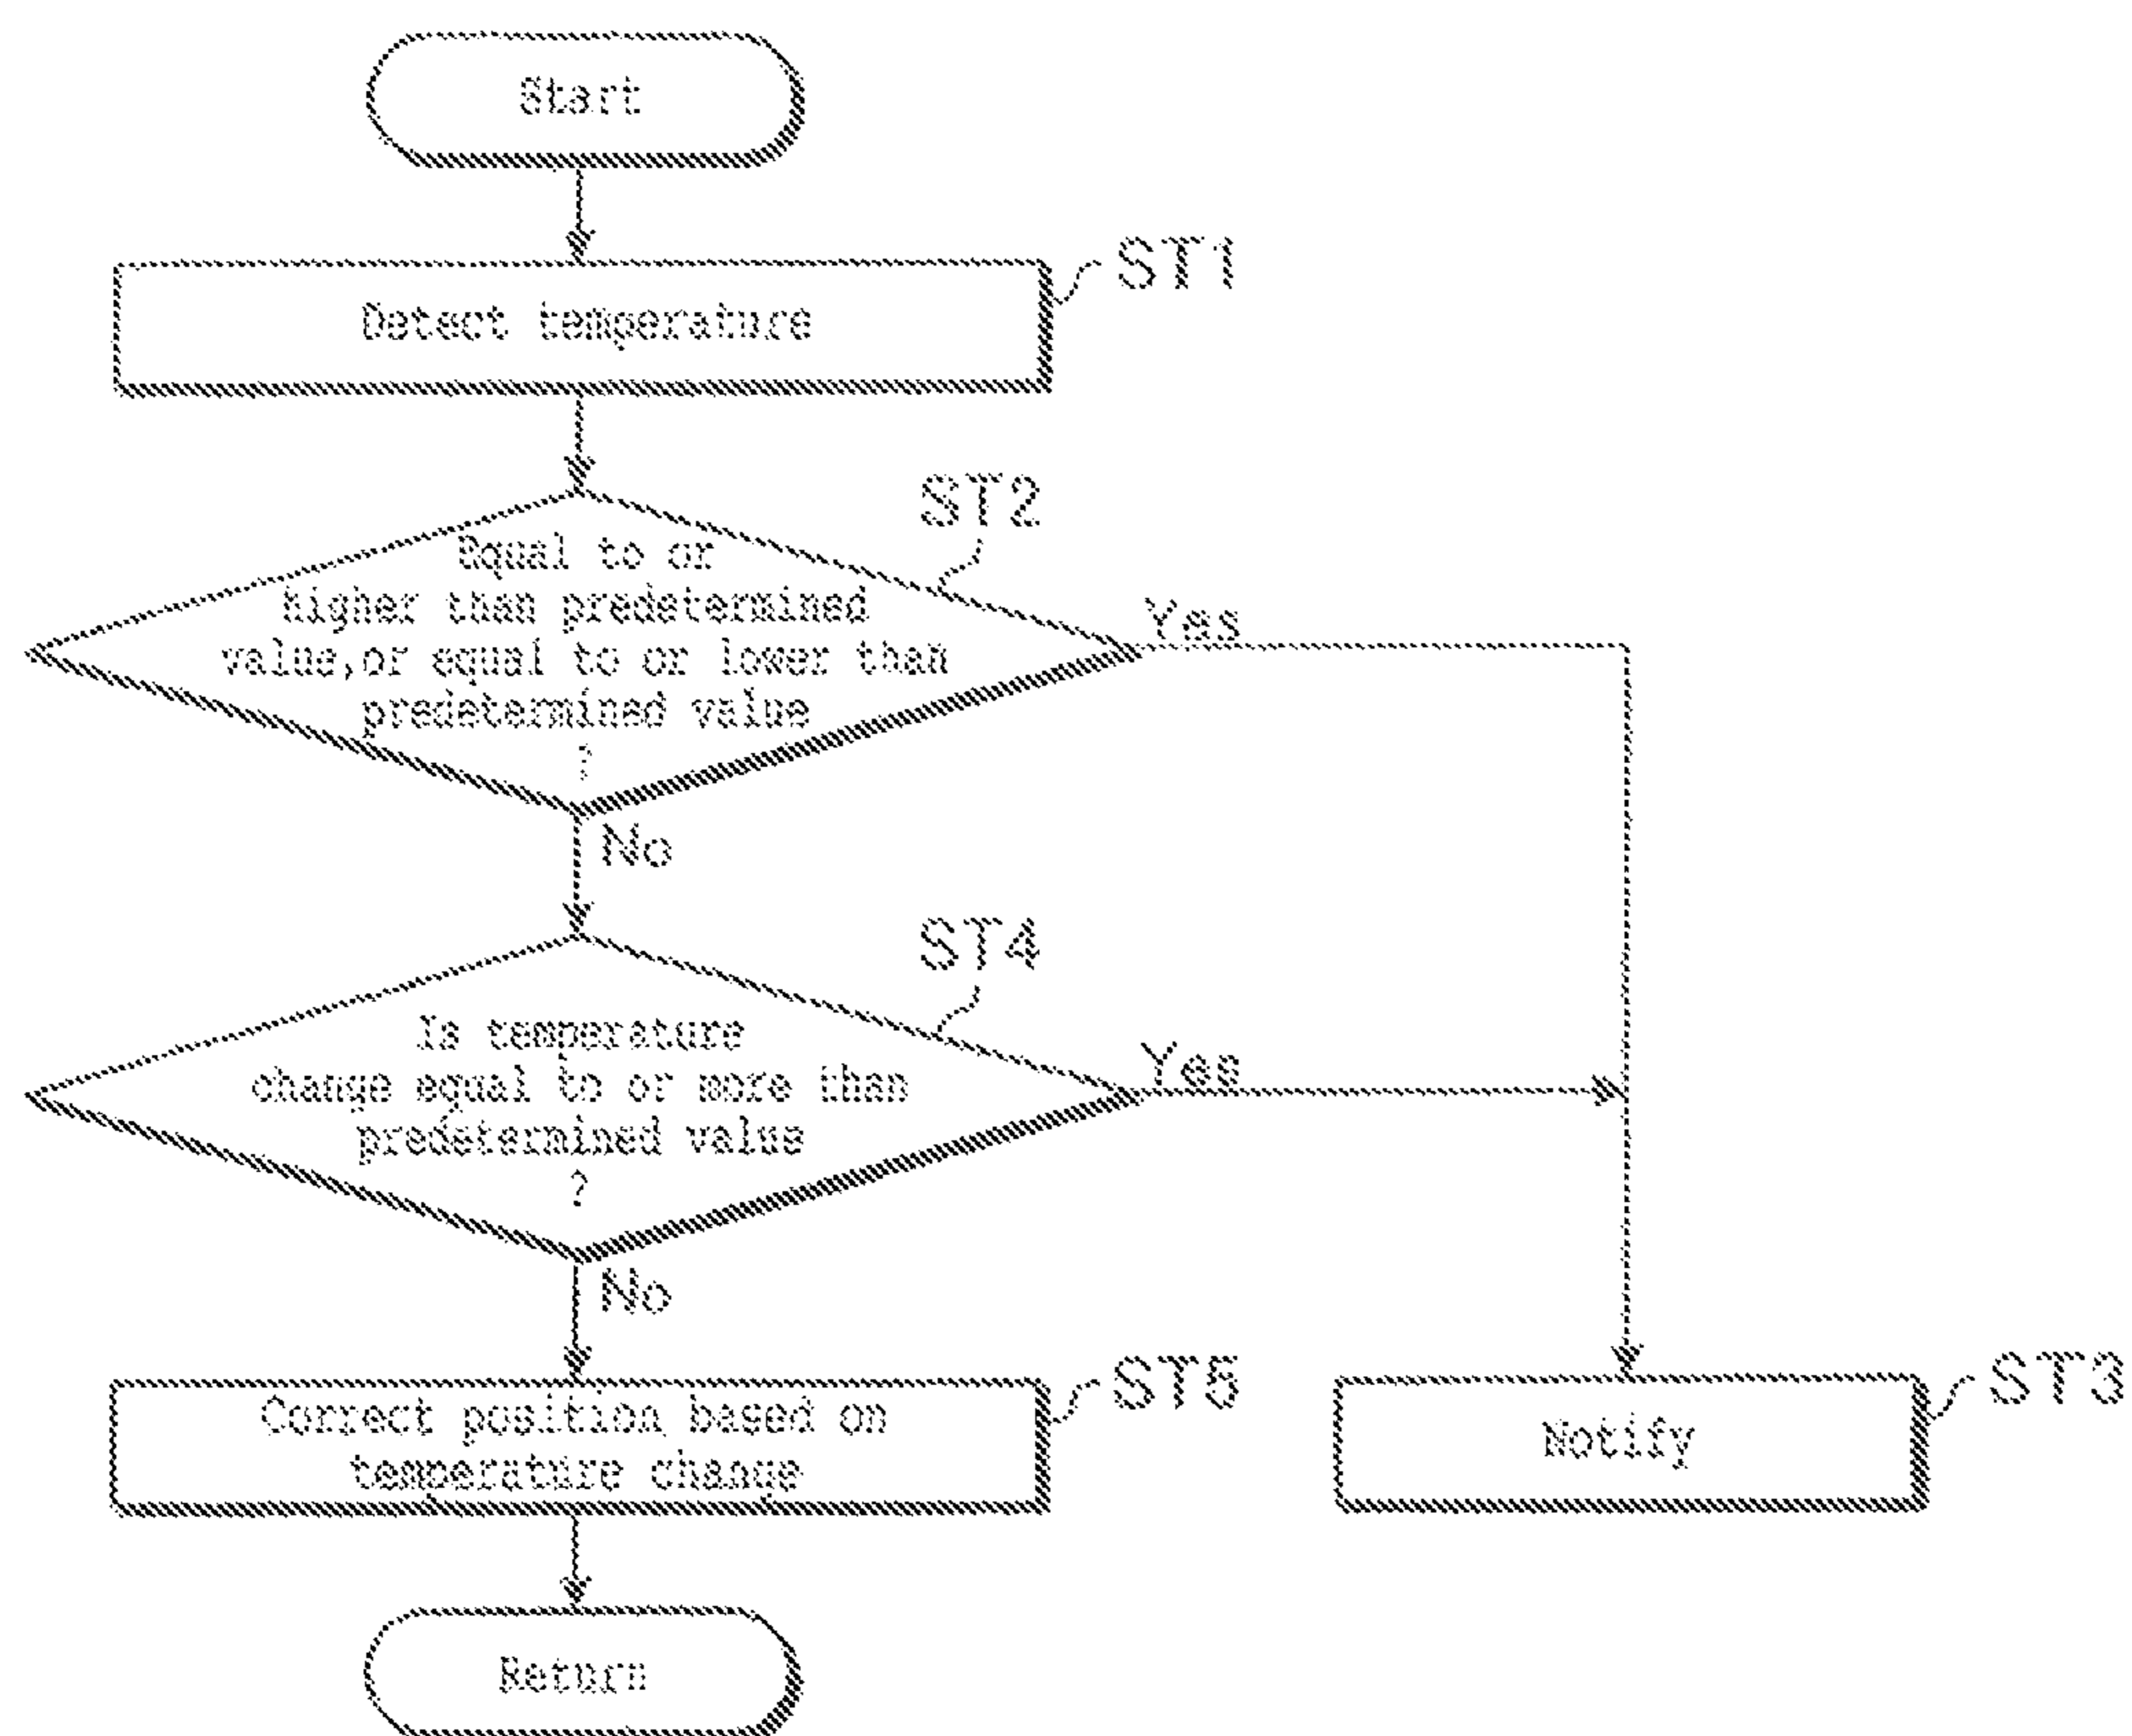 Start
ST1
Detect temperature
ST2
Equal to or
higher than predetermined
value,or equal to or lower than
predetermined value
?
Yes
No
ST4
Is temperature
change equal to or more than
predetermined value
?
Yes
No
ST5
Correct position based on
temperature change
ST3
Notify
Return